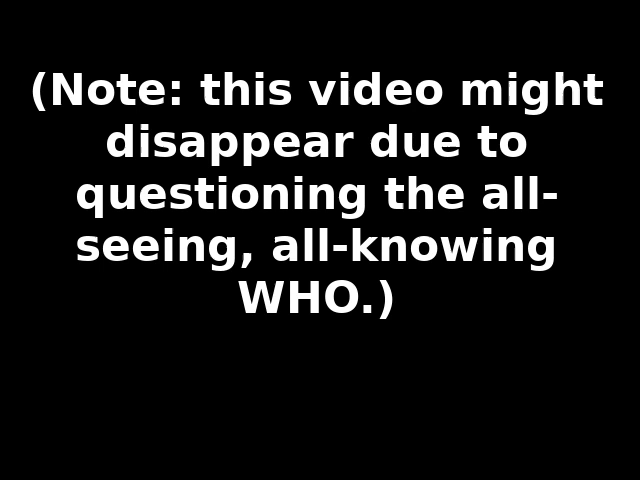 (Note: this video might
disappear due to
questioning the all-
seeing, all-knowing
WHO.)